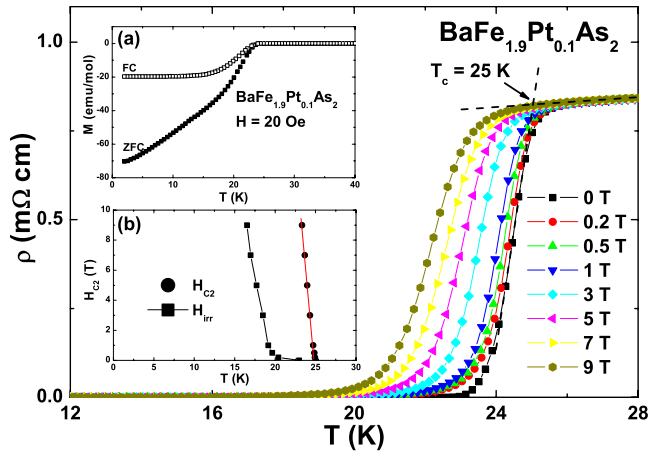 BaFe1.9Pt0.1As2
Tc = 25 K
ρ (mΩ cm)
1.0
0.5
0.0
12
16
20
24
28
T (K)
0 T
0.2 T
0.5 T
1 T
3 T
5 T
7 T
9 T
(a)
FC
ZFC
BaFe1.9Pt0.1As2
H = 20 Oe
M (emu/mol)
0
-20
-40
-60
-80
0
10
20
30
40
T (K)
(b)
HC2
Hirr
HC2 (T)
10
8
6
4
2
0
0
5
10
15
20
25
30
T (K)